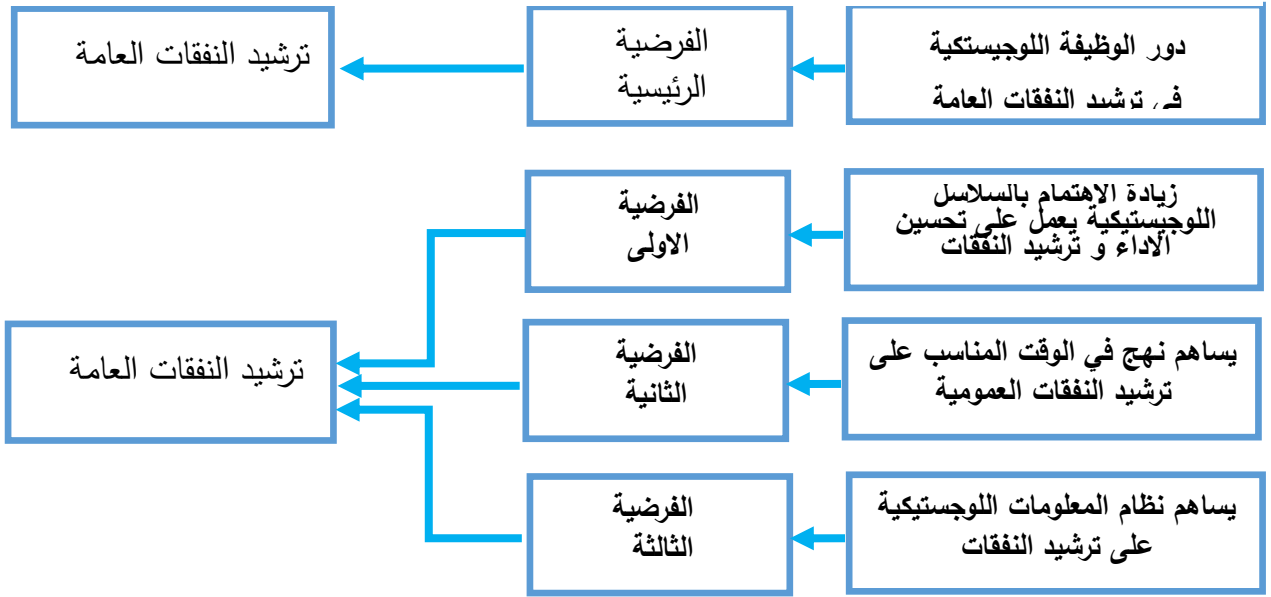 دور الوظيفة اللوجيستكية
في ترشيد النفقات العامة
الفرضية
الرئيسية
ترشيد النفقات العامة
زيادة الاهتمام بالسلاسل
اللوجيستيكية يعمل على تحسين
الاداء و ترشيد النفقات
الفرضية
الاولى
يساهم نهج في الوقت المناسب على
ترشيد النفقات العمومية
الفرضية
الثانية
ترشيد النفقات العامة
يساهم نظام المعلومات اللوجستيكية
على ترشيد النفقات
الفرضية
الثالثة